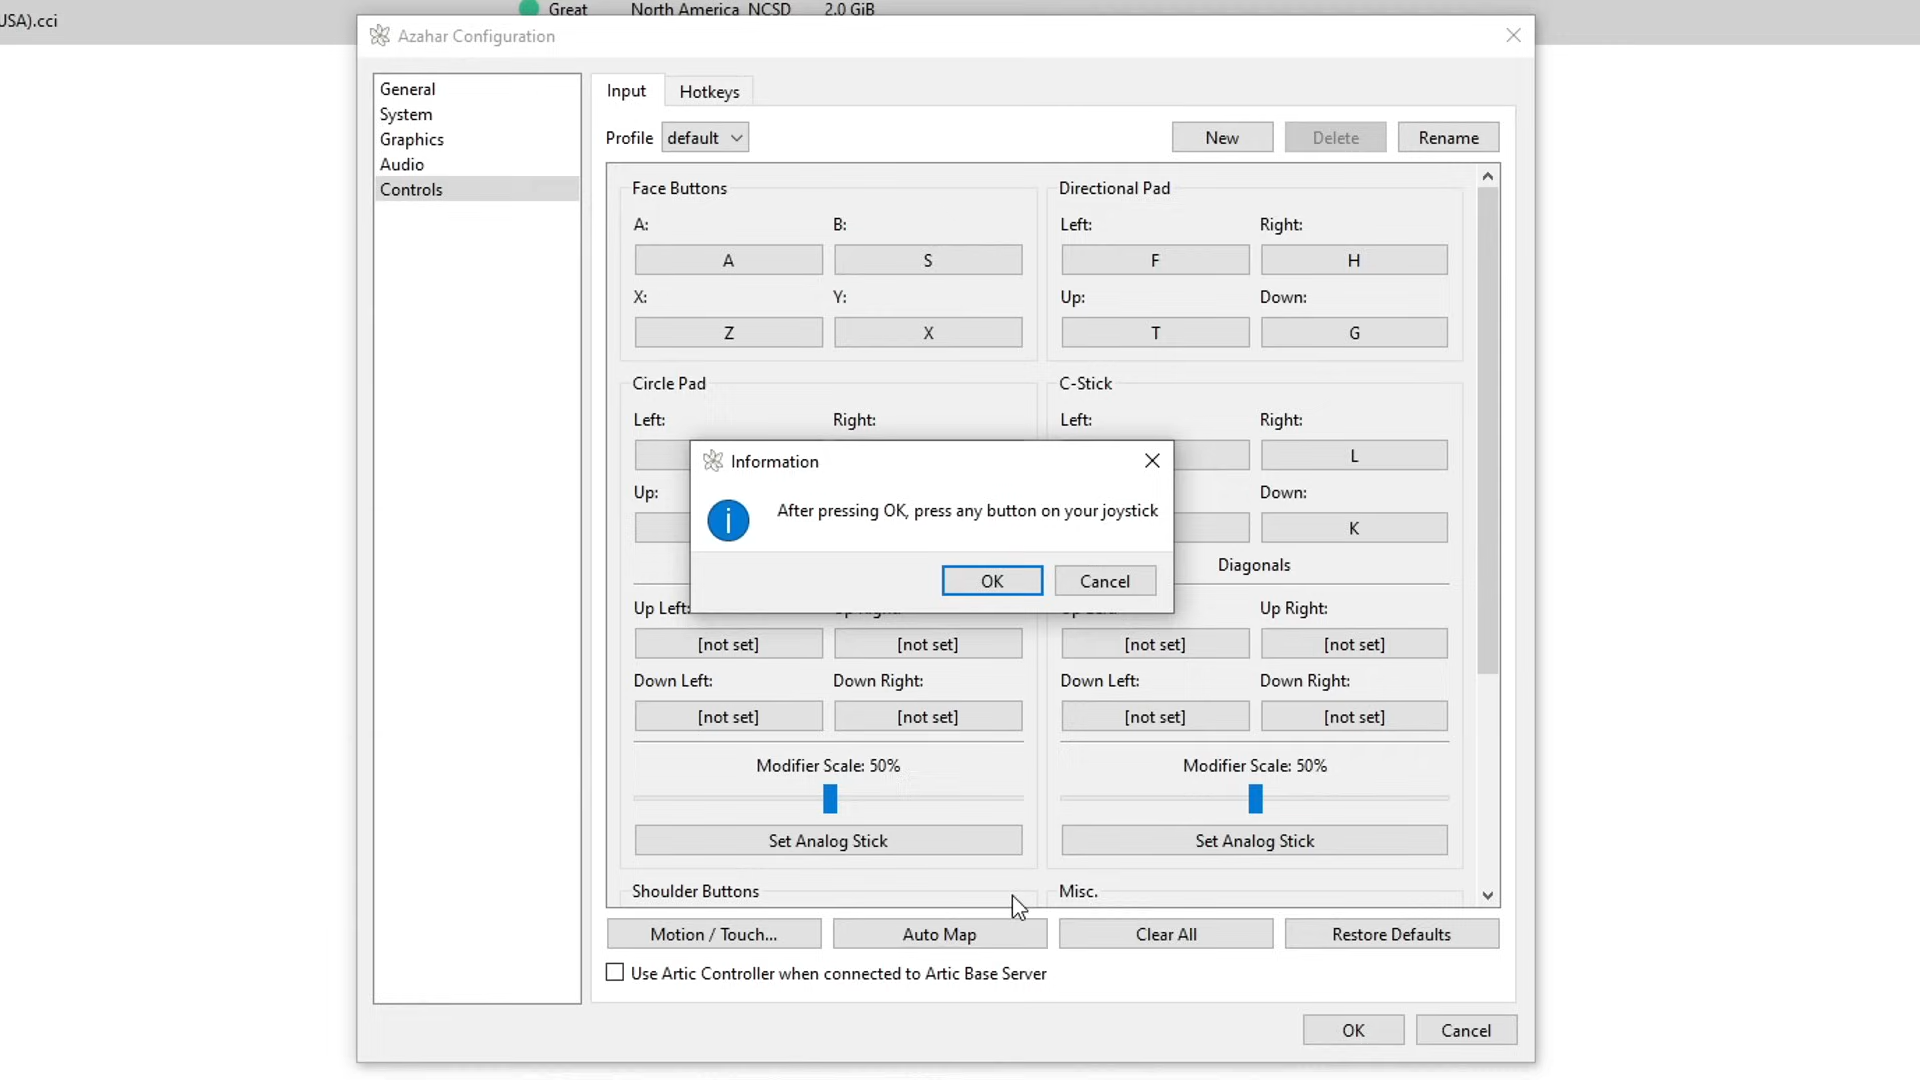 USA).cci
Great North America NCSD 2.0 GiB
Azahar Configuration
General
System
Graphics
Audio
Controls
Input Hotkeys
Profile default New Delete Rename
Face Buttons
A: B:
A S
X: Y:
Z X
Directional Pad
Left: Right:
F H
Up: Down:
T G
Circle Pad
Left: Right:
Up:
C-Stick
Left: Right:
L
Down:
K
Information
After pressing OK, press any button on your joystick
OK Cancel
Diagonals
Up Left: Up Right:
[not set] [not set] [not set] [not set]
Down Left: Down Right: Down Left: Down Right:
[not set] [not set] [not set] [not set]
Modifier Scale: 50% Modifier Scale: 50%
Set Analog Stick Set Analog Stick
Shoulder Buttons Misc.
Motion / Touch... Auto Map Clear All Restore Defaults
Use Artic Controller when connected to Artic Base Server
OK Cancel